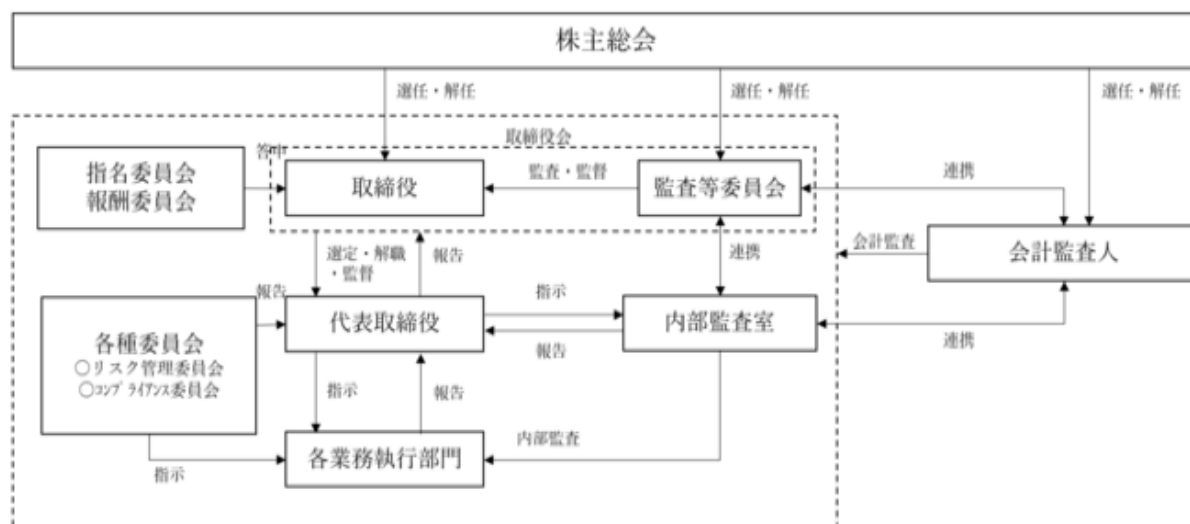 株主総会
選任・解任
選任・解任
選任・解任
取締役会
答申
指名委員会
報酬委員会
取締役
監査・監督
監査等委員会
連携
選定・解職
・監督
報告
連携
会計監査
会計監査人
報告
各種委員会
○リスク管理委員会
○コンプライアンス委員会
代表取締役
指示
報告
内部監査室
連携
指示
報告
内部監査
各業務執行部門
指示